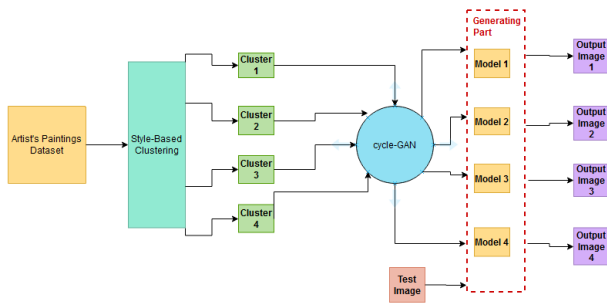 Generating
Part
Artist's Paintings
Dataset
Style-Based
Clustering
Cluster
1
Cluster
2
Cluster
3
Cluster
4
cycle-GAN
Model 1
Model 2
Model 3
Model 4
Output
Image
1
Output
Image
2
Output
Image
3
Output
Image
4
Test
Image